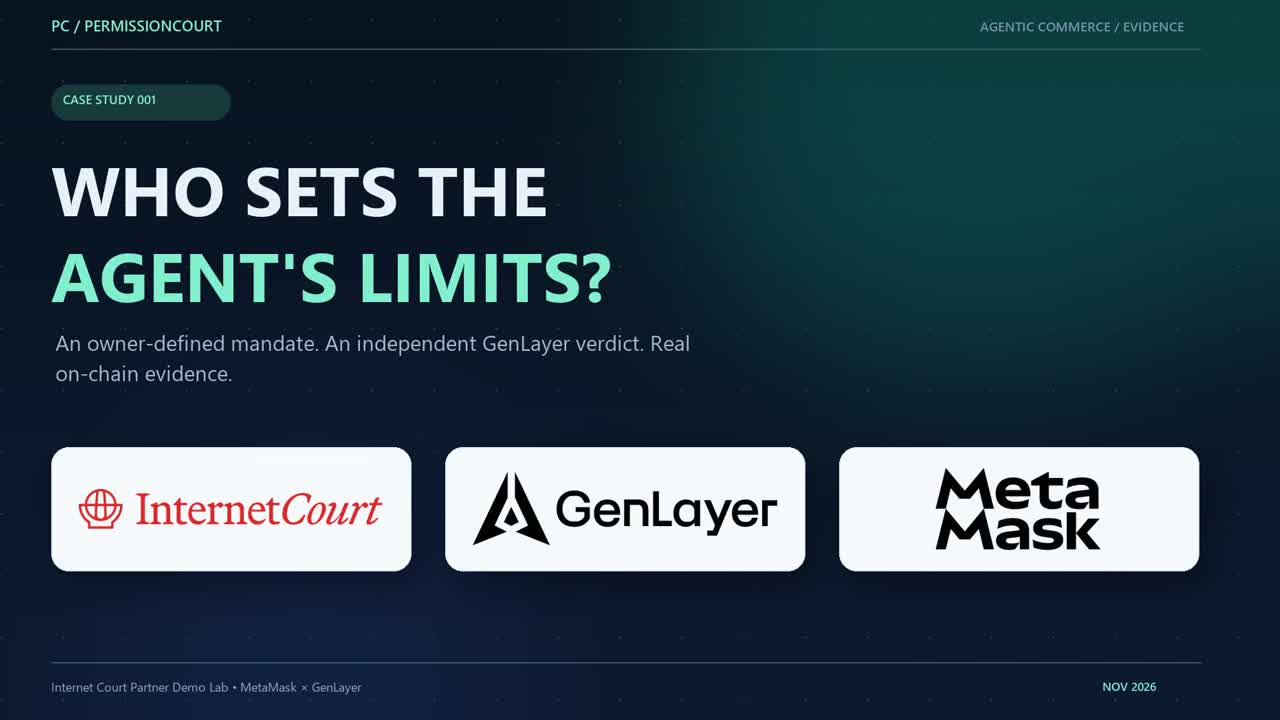 PC / PERMISSIONCOURT
AGENTIC COMMERCE / EVIDENCE
CASE STUDY 001
WHO SETS THE
AGENT'S LIMITS?
An owner-defined mandate. An independent GenLayer verdict. Real
on-chain evidence.
InternetCourt
GenLayer
Meta
Mask
Internet Court Partner Demo Lab • MetaMask × GenLayer
NOV 2026